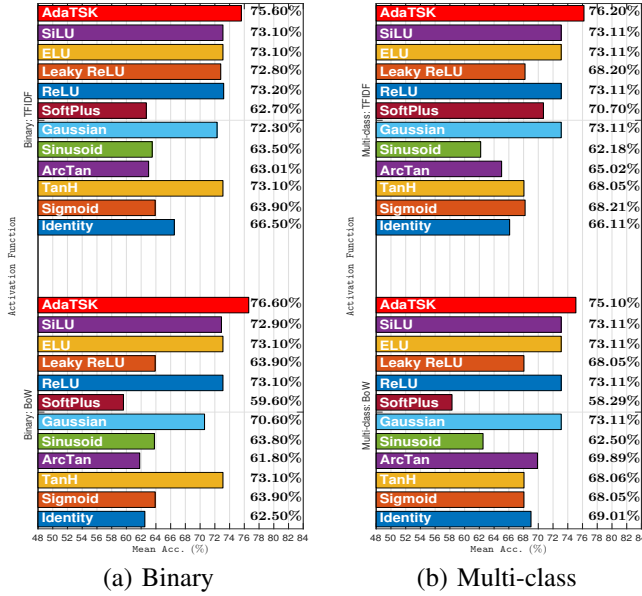 AdaTSK 75.60%
SiLU 73.10%
ELU 73.10%
Leaky ReLU 72.80%
ReLU 73.20%
SoftPlus 62.70%
Gaussian 72.30%
Sinusoid 63.50%
ArcTan 63.01%
TanH 73.10%
Sigmoid 63.90%
Identity 66.50%
Binary: TFIDF
Activation Function
AdaTSK 76.60%
SiLU 72.90%
ELU 73.10%
Leaky ReLU 63.90%
ReLU 73.10%
SoftPlus 59.60%
Gaussian 70.60%
Sinusoid 63.80%
ArcTan 61.80%
TanH 73.10%
Sigmoid 63.90%
Identity 62.50%
Binary: BoW
48 50 52 54 56 58 60 62 64 66 68 70 72 74 76 78 80 82 84
Mean Acc. (%)
(a) Binary
AdaTSK 76.20%
SiLU 73.11%
ELU 73.11%
Leaky ReLU 68.20%
ReLU 73.11%
SoftPlus 70.70%
Gaussian 73.11%
Sinusoid 62.18%
ArcTan 65.02%
TanH 68.05%
Sigmoid 68.21%
Identity 66.11%
Multi-class: TFIDF
Activation Function
AdaTSK 75.10%
SiLU 73.11%
ELU 73.11%
Leaky ReLU 68.05%
ReLU 73.11%
SoftPlus 58.29%
Gaussian 73.11%
Sinusoid 62.50%
ArcTan 69.89%
TanH 68.06%
Sigmoid 68.05%
Identity 69.01%
Multi-class: BoW
48 50 52 54 56 58 60 62 64 66 68 70 72 74 76 78 80 82 84
Mean Acc. (%)
(b) Multi-class